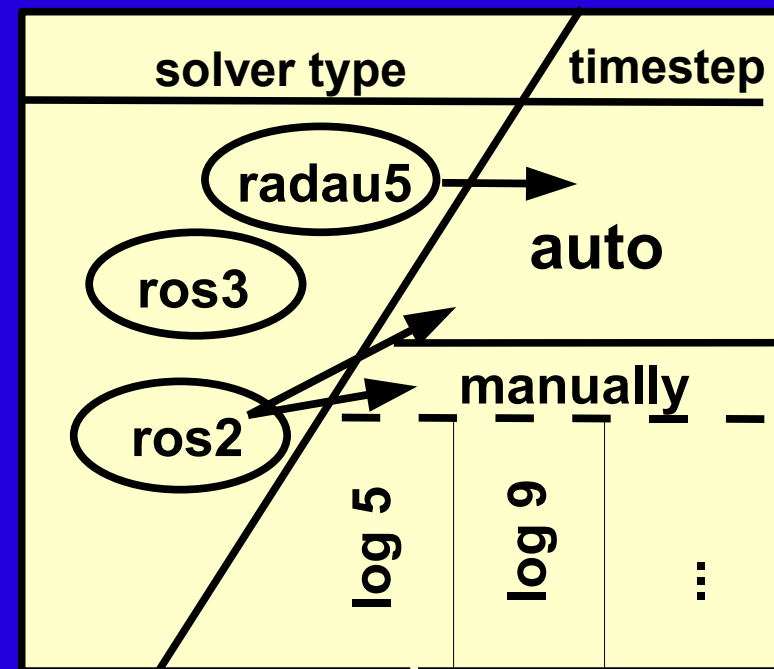 solver type
timestep
radau5
auto
ros3
manually
ros2
log 5
log 9
...